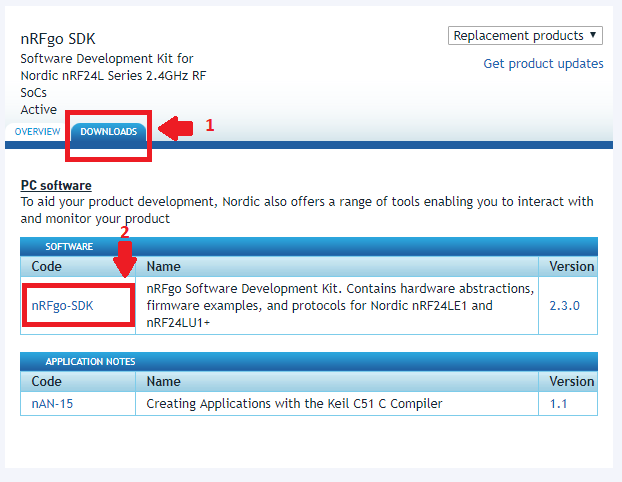 nRFgo SDK
Replacement products ▼
Software Development Kit for
Get product updates
Nordic nRF24L Series 2.4GHz RF
SoCs
Active
OVERVIEW DOWNLOADS 1
PC software
To aid your product development, Nordic also offers a range of tools enabling you to interact with
and monitor your product
2
SOFTWARE
Code Name Version
nRFgo Software Development Kit. Contains hardware abstractions,
nRFgo-SDK firmware examples, and protocols for Nordic nRF24LE1 and 2.3.0
nRF24LU1+
APPLICATION NOTES
Code Name Version
nAN-15 Creating Applications with the Keil C51 C Compiler 1.1